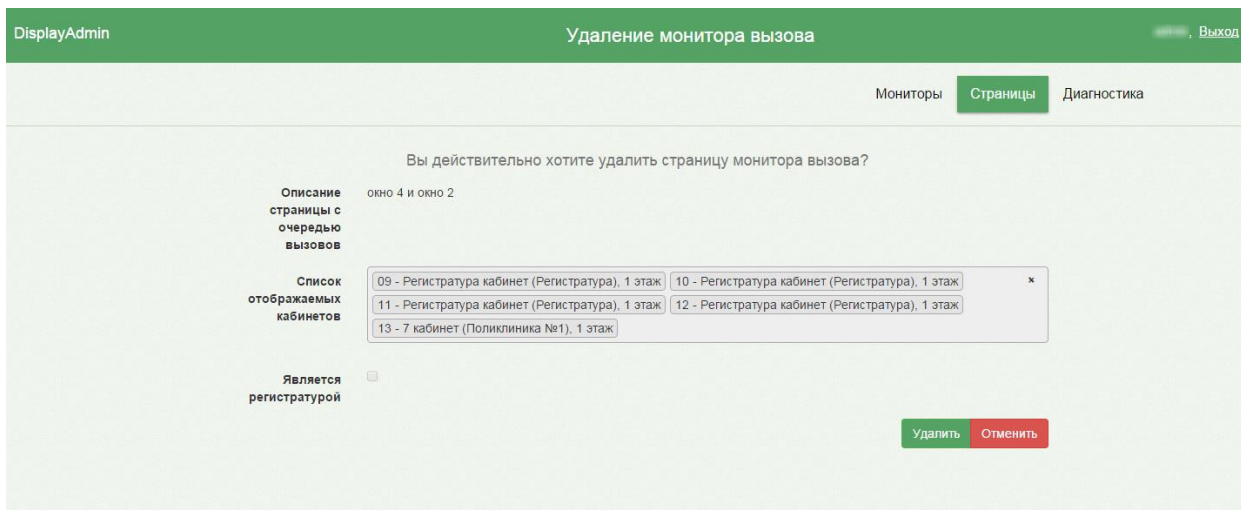 DisplayAdmin
Удаление монитора вызова
, Выход
Мониторы
Страницы
Диагностика
Вы действительно хотите удалить страницу монитора вызова?
Описание
страницы с
очередью
вызовов
окно 4 и окно 2
Список
отображаемых
кабинетов
09 - Регистратура кабинет (Регистратура), 1 этаж 10 - Регистратура кабинет (Регистратура), 1 этаж ×
11 - Регистратура кабинет (Регистратура), 1 этаж 12 - Регистратура кабинет (Регистратура), 1 этаж
13 - 7 кабинет (Поликлиника №1), 1 этаж
Является
регистратурой
Удалить
Отменить